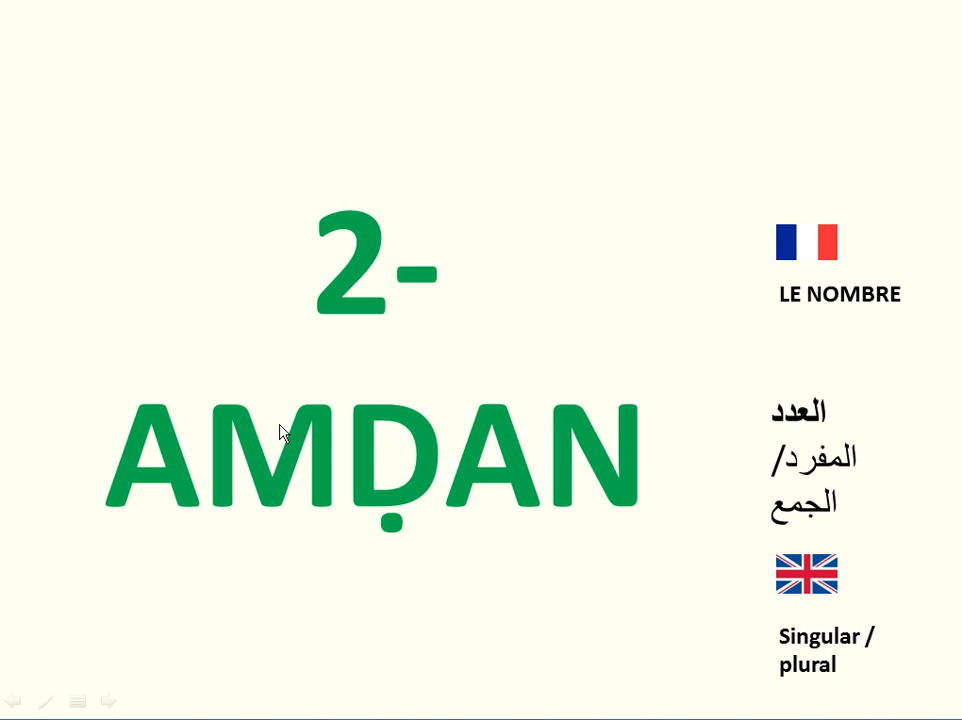 2-
AMḌAN
LE NOMBRE
العدد
المفرد/
الجمع
Singular /
plural